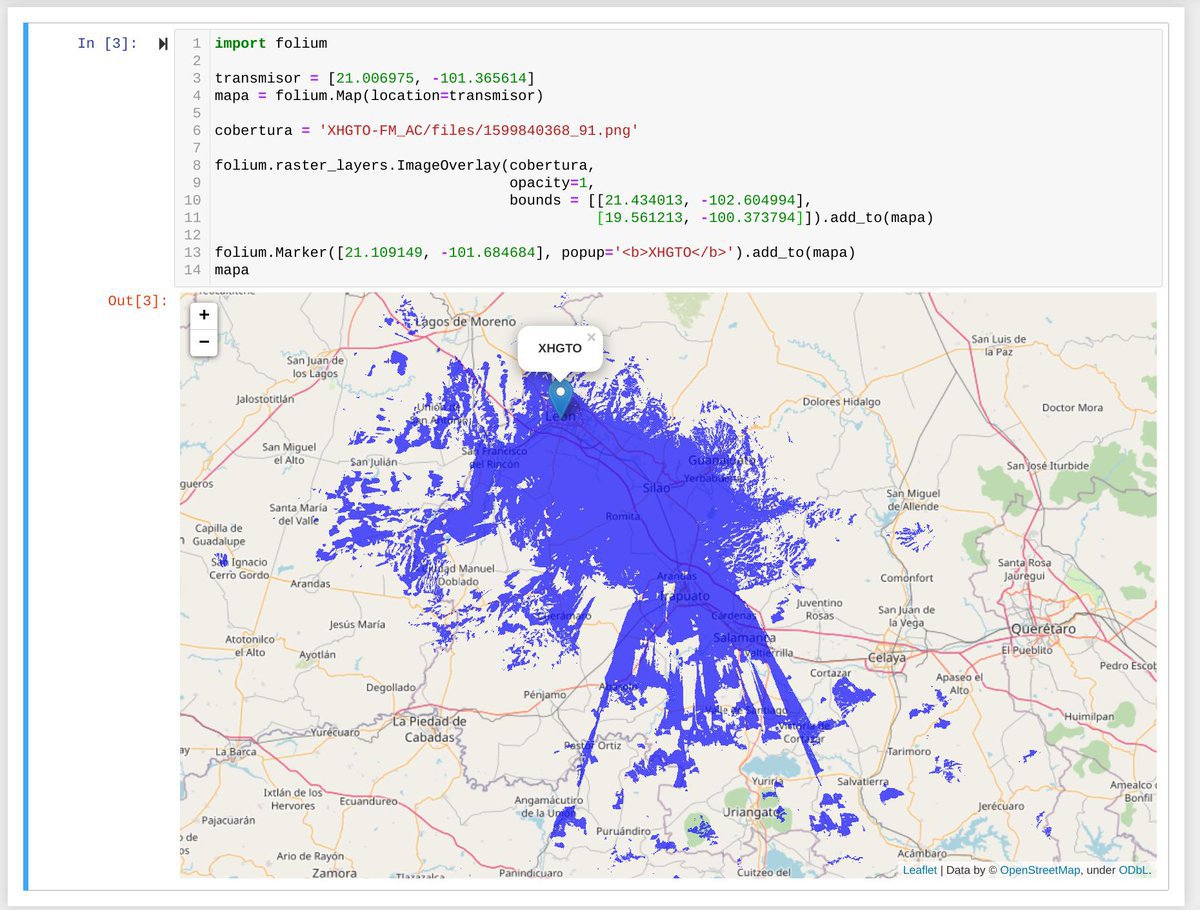 In [3]:
1 import folium
2
3 transmisor = [21.006975, -101.365614]
4 mapa = folium.Map(location=transmisor)
5
6 cobertura = 'XHGTO-FM_AC/files/1599840368_91.png'
7
8 folium.raster_layers.ImageOverlay(cobertura,
9 opacity=1,
10 bounds = [[21.434013, -102.604994],
11 [19.561213, -100.373794]]).add_to(mapa)
12
13 folium.Marker([21.109149, -101.684684], popup='<b>XHGTO</b>').add_to(mapa)
14 mapa
Out[3]:
+
−
Lagos de Moreno
XHGTO
×
San Luis de
la Paz
San Juan de
los Lagos
Jalostotitlán
Dolores Hidalgo
Doctor Mora
León
San Miguel
el Alto
San Julián
San Francisco
del Rincón
Guanajuato
Yerbabuena
San José Iturbide
gueros
Silao
San Miguel
de Allende
Santa María
del Valle
Romita
Capilla de
Guadalupe
San Ignacio
Cerro Gordo
Arandas
Ciudad Manuel
Doblado
Arandas
Irapuato
Comonfort
Santa Rosa
Jauregui
Juventino
Rosas
San Juan de
la Vega
Jesús María
Cárdenas
Salamanca
Querétaro
El Pueblito
Atotonilco
el Alto
Ayotlán
Valtierrilla
Celaya
Pedro Escob
Degollado
Pénjamo
Cortazar
Apaseo el
Alto
La Piedad de
Cabadas
Valle de Santiago
Huimilpan
Yurécuaro
ay
La Barca
Pastor Ortiz
Cortazar
Tarimoro
Ixtlán de los
Hervores
Ecuandureo
Yuriria
Salvatierra
Amealco d
Bonfil
Angamácutiro
de la Unión
Uriangato
Jerécuaro
Pajacuarán
Puruándiro
o de
os
Ario de Rayón
Zamora
Tlazazalca
Panindícuaro
Cuitzeo del
Acámbaro
Leaflet | Data by © OpenStreetMap, under ODbL.